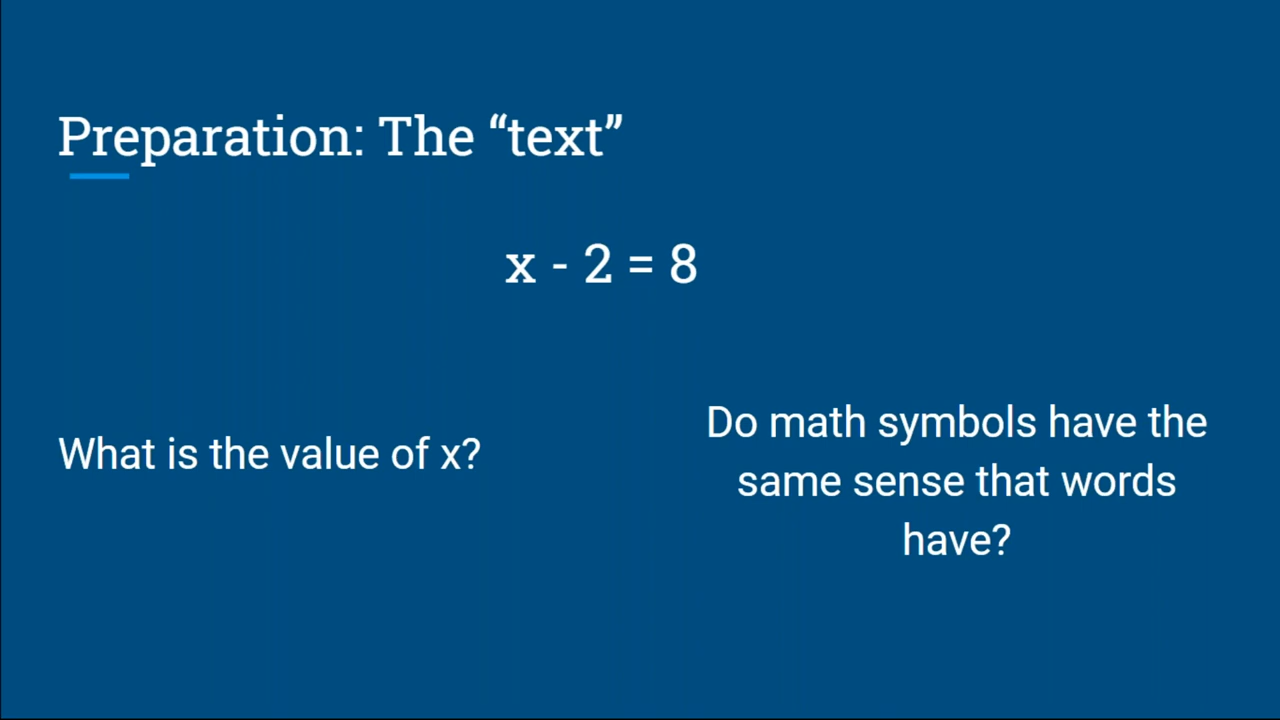 Preparation: The “text”
x - 2 = 8
What is the value of x?
Do math symbols have the
same sense that words
have?